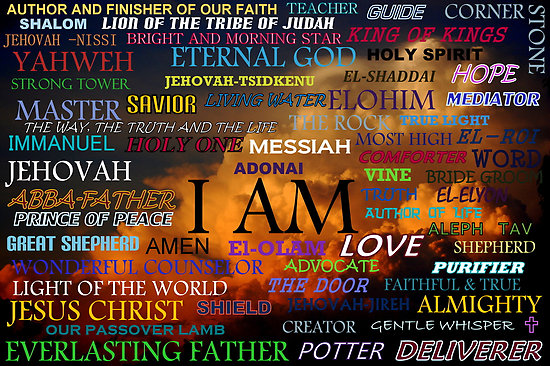 AUTHOR AND FINISHER OF OUR FAITH TEACHER GUIDE CORNER STONE
SHALOM LION OF THE TRIBE OF JUDAH
JEHOVAH -NISSI BRIGHT AND MORNING STAR KING OF KINGS
YAHWEH ETERNAL GOD HOLY SPIRIT
STRONG TOWER JEHOVAH-TSIDKENU EL-SHADDAI HOPE
MASTER SAVIOR LIVING WATER ELOHIM MEDIATOR
THE WAY, THE TRUTH AND THE LIFE THE ROCK TRUE LIGHT
IMMANUEL HOLY ONE MESSIAH MOST HIGH EL-ROI
JEHOVAH ADONAI COMFORTER WORD
VINE BRIDE GROOM
ABBA-FATHER I AM TRUTH EL-ELYON
PRINCE OF PEACE AUTHOR OF LIFE
ALEPH TAV
GREAT SHEPHERD AMEN El-OLAM LOVE SHEPHERD
WONDERFUL COUNSELOR ADVOCATE PURIFIER
LIGHT OF THE WORLD THE DOOR FAITHFUL & TRUE
JESUS CHRIST SHIELD JEHOVAH-JIREH ALMIGHTY
OUR PASSOVER LAMB CREATOR GENTLE WHISPER
EVERLASTING FATHER POTTER DELIVERER